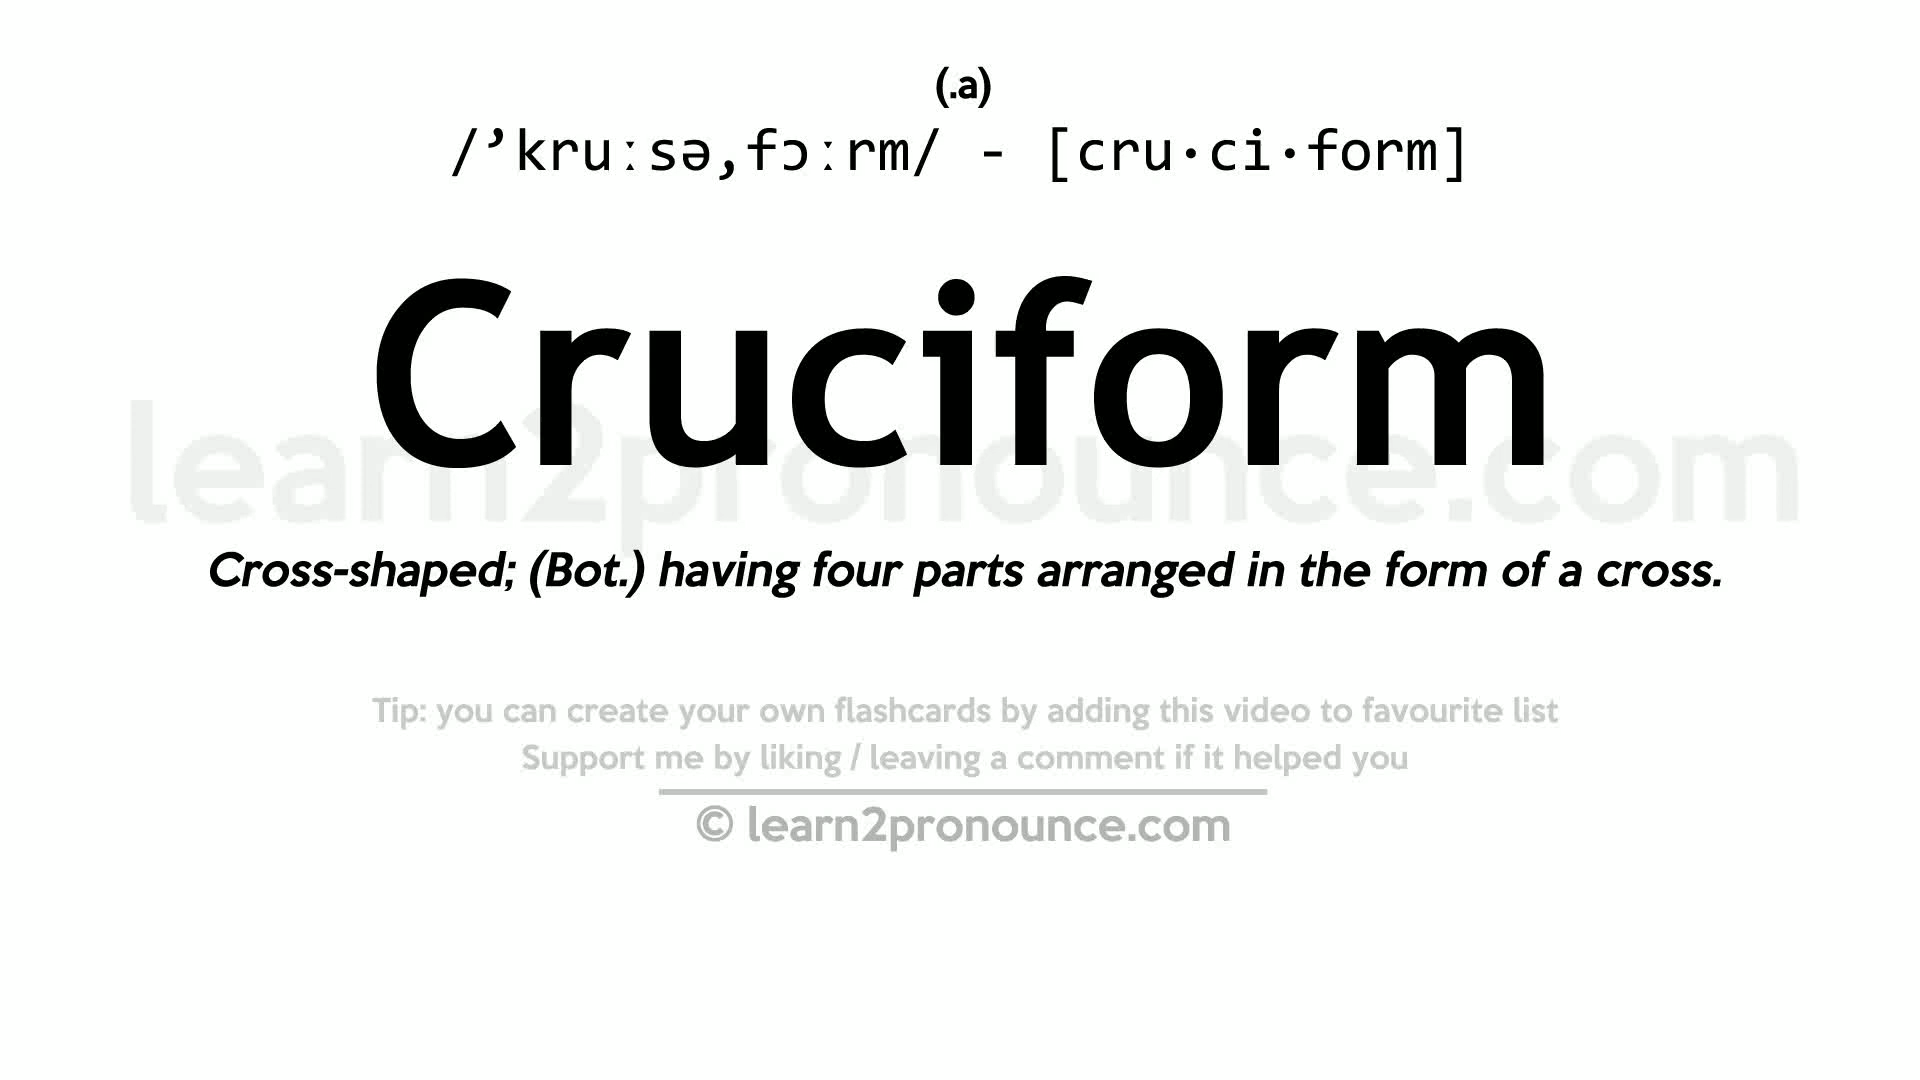 (.a)
/’kruːsə,fɔːrm/ - [cru·ci·form]
Cruciform
learn2pronounce.com
Cross-shaped; (Bot.) having four parts arranged in the form of a cross.
Tip: you can create your own flashcards by adding this video to favourite list
Support me by liking / leaving a comment if it helped you
© learn2pronounce.com